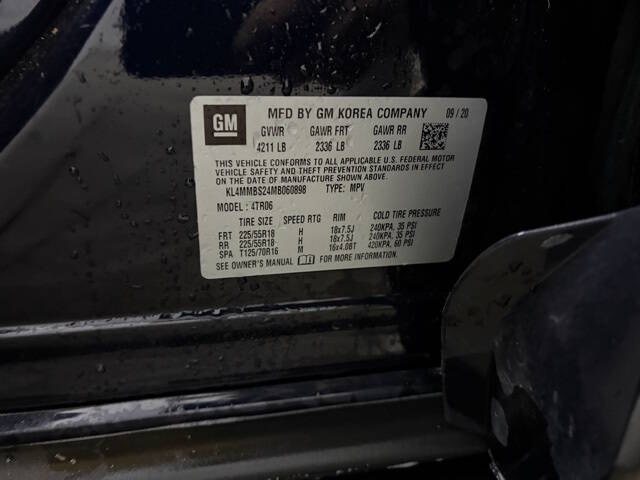 GM
MFD BY GM KOREA COMPANY 09/20
GVWR GAWR FRT GAWR RR
4211 LB 2336 LB 2336 LB
THIS VEHICLE CONFORMS TO ALL APPLICABLE U.S. FEDERAL MOTOR
VEHICLE SAFETY, BUMPER, AND THEFT PREVENTION STANDARDS IN EFFECT ON THE
DATE OF MANUFACTURE SHOWN ABOVE.
KL4MMBS24MB060898 TYPE: MPV
MODEL: 4TR06
TIRE SIZE SPEED RTG RIM COLD TIRE PRESSURE
FRT 225/55R18 H 18x7.5J 240KPA, 35 PSI
RR 225/55R18 H 18x7.5J 240KPA, 35 PSI
SPA T125/70R16 M 16x4.0BT 420KPA, 60 PSI
SEE OWNER'S MANUAL